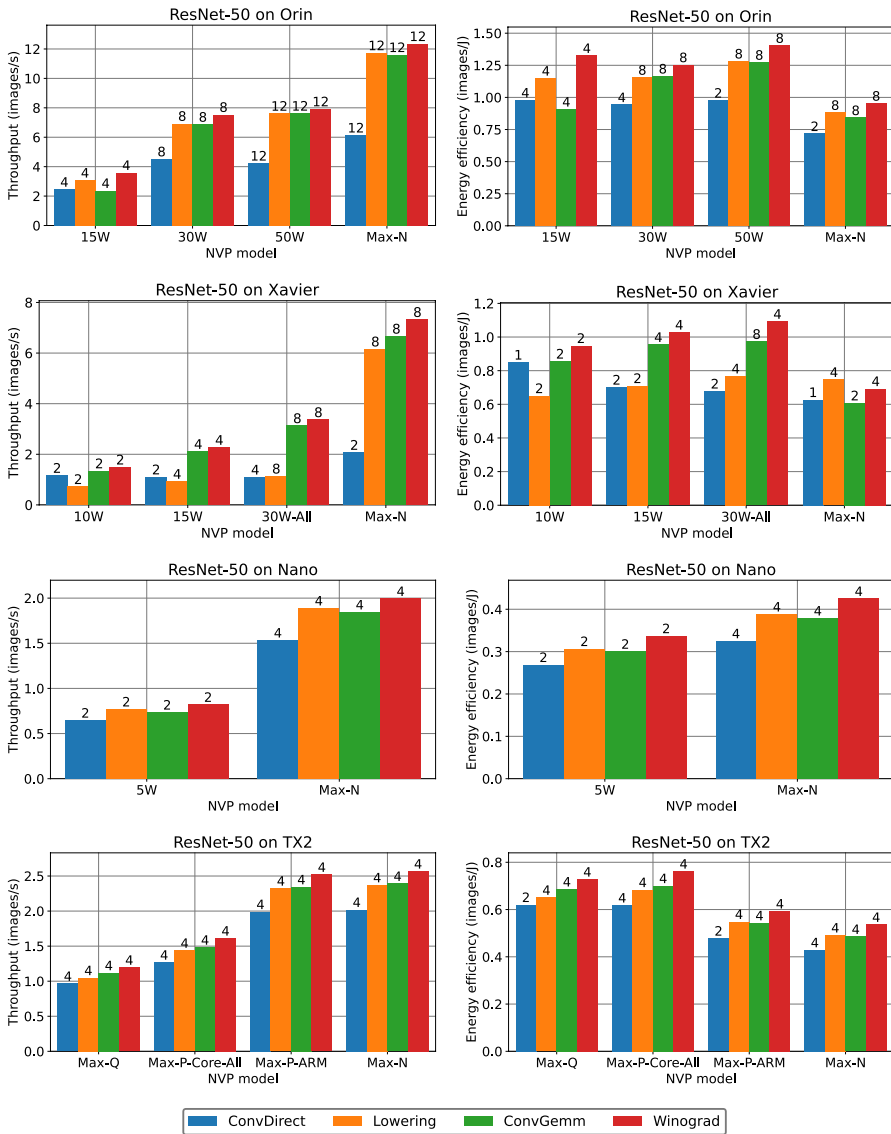 ResNet-50 on Orin
Throughput (images/s)
12
10
8
6
4
2
0
4 4 4 4
8 8 8 8
12 12 12 12
12 12 12 12
15W 30W 50W Max-N
NVP model
ResNet-50 on Orin
Energy efficiency (images/J)
1.50
1.25
1.00
0.75
0.50
0.25
0.00
4 4 4 4
4 8 8 8
2 8 8 8
2 8 8 8
15W 30W 50W Max-N
NVP model
ResNet-50 on Xavier
Throughput (images/s)
8
6
4
2
0
2 2 2 2
2 4 4 4
4 8 8 8
2 8 8 8
10W 15W 30W-All Max-N
NVP model
ResNet-50 on Xavier
Energy efficiency (images/J)
1.2
1.0
0.8
0.6
0.4
0.2
0.0
1 2 2 2
2 2 4 4
2 4 8 4
1 4 2 4
10W 15W 30W-All Max-N
NVP model
ResNet-50 on Nano
Throughput (images/s)
2.0
1.5
1.0
0.5
0.0
2 2 2 2
4 4 4 4
5W Max-N
NVP model
ResNet-50 on Nano
Energy efficiency (images/J)
0.4
0.3
0.2
0.1
0.0
2 2 2 2
4 4 4 4
5W Max-N
NVP model
ResNet-50 on TX2
Throughput (images/s)
2.5
2.0
1.5
1.0
0.5
0.0
4 4 4 4
4 4 4 4
4 4 4 4
4 4 4 4
Max-Q Max-P-Core-All Max-P-ARM Max-N
NVP model
ResNet-50 on TX2
Energy efficiency (images/J)
0.8
0.6
0.4
0.2
0.0
2 4 4 4
4 4 4 4
2 4 4 4
4 4 4 4
Max-Q Max-P-Core-All Max-P-ARM Max-N
NVP model
ConvDirect Lowering ConvGemm Winograd